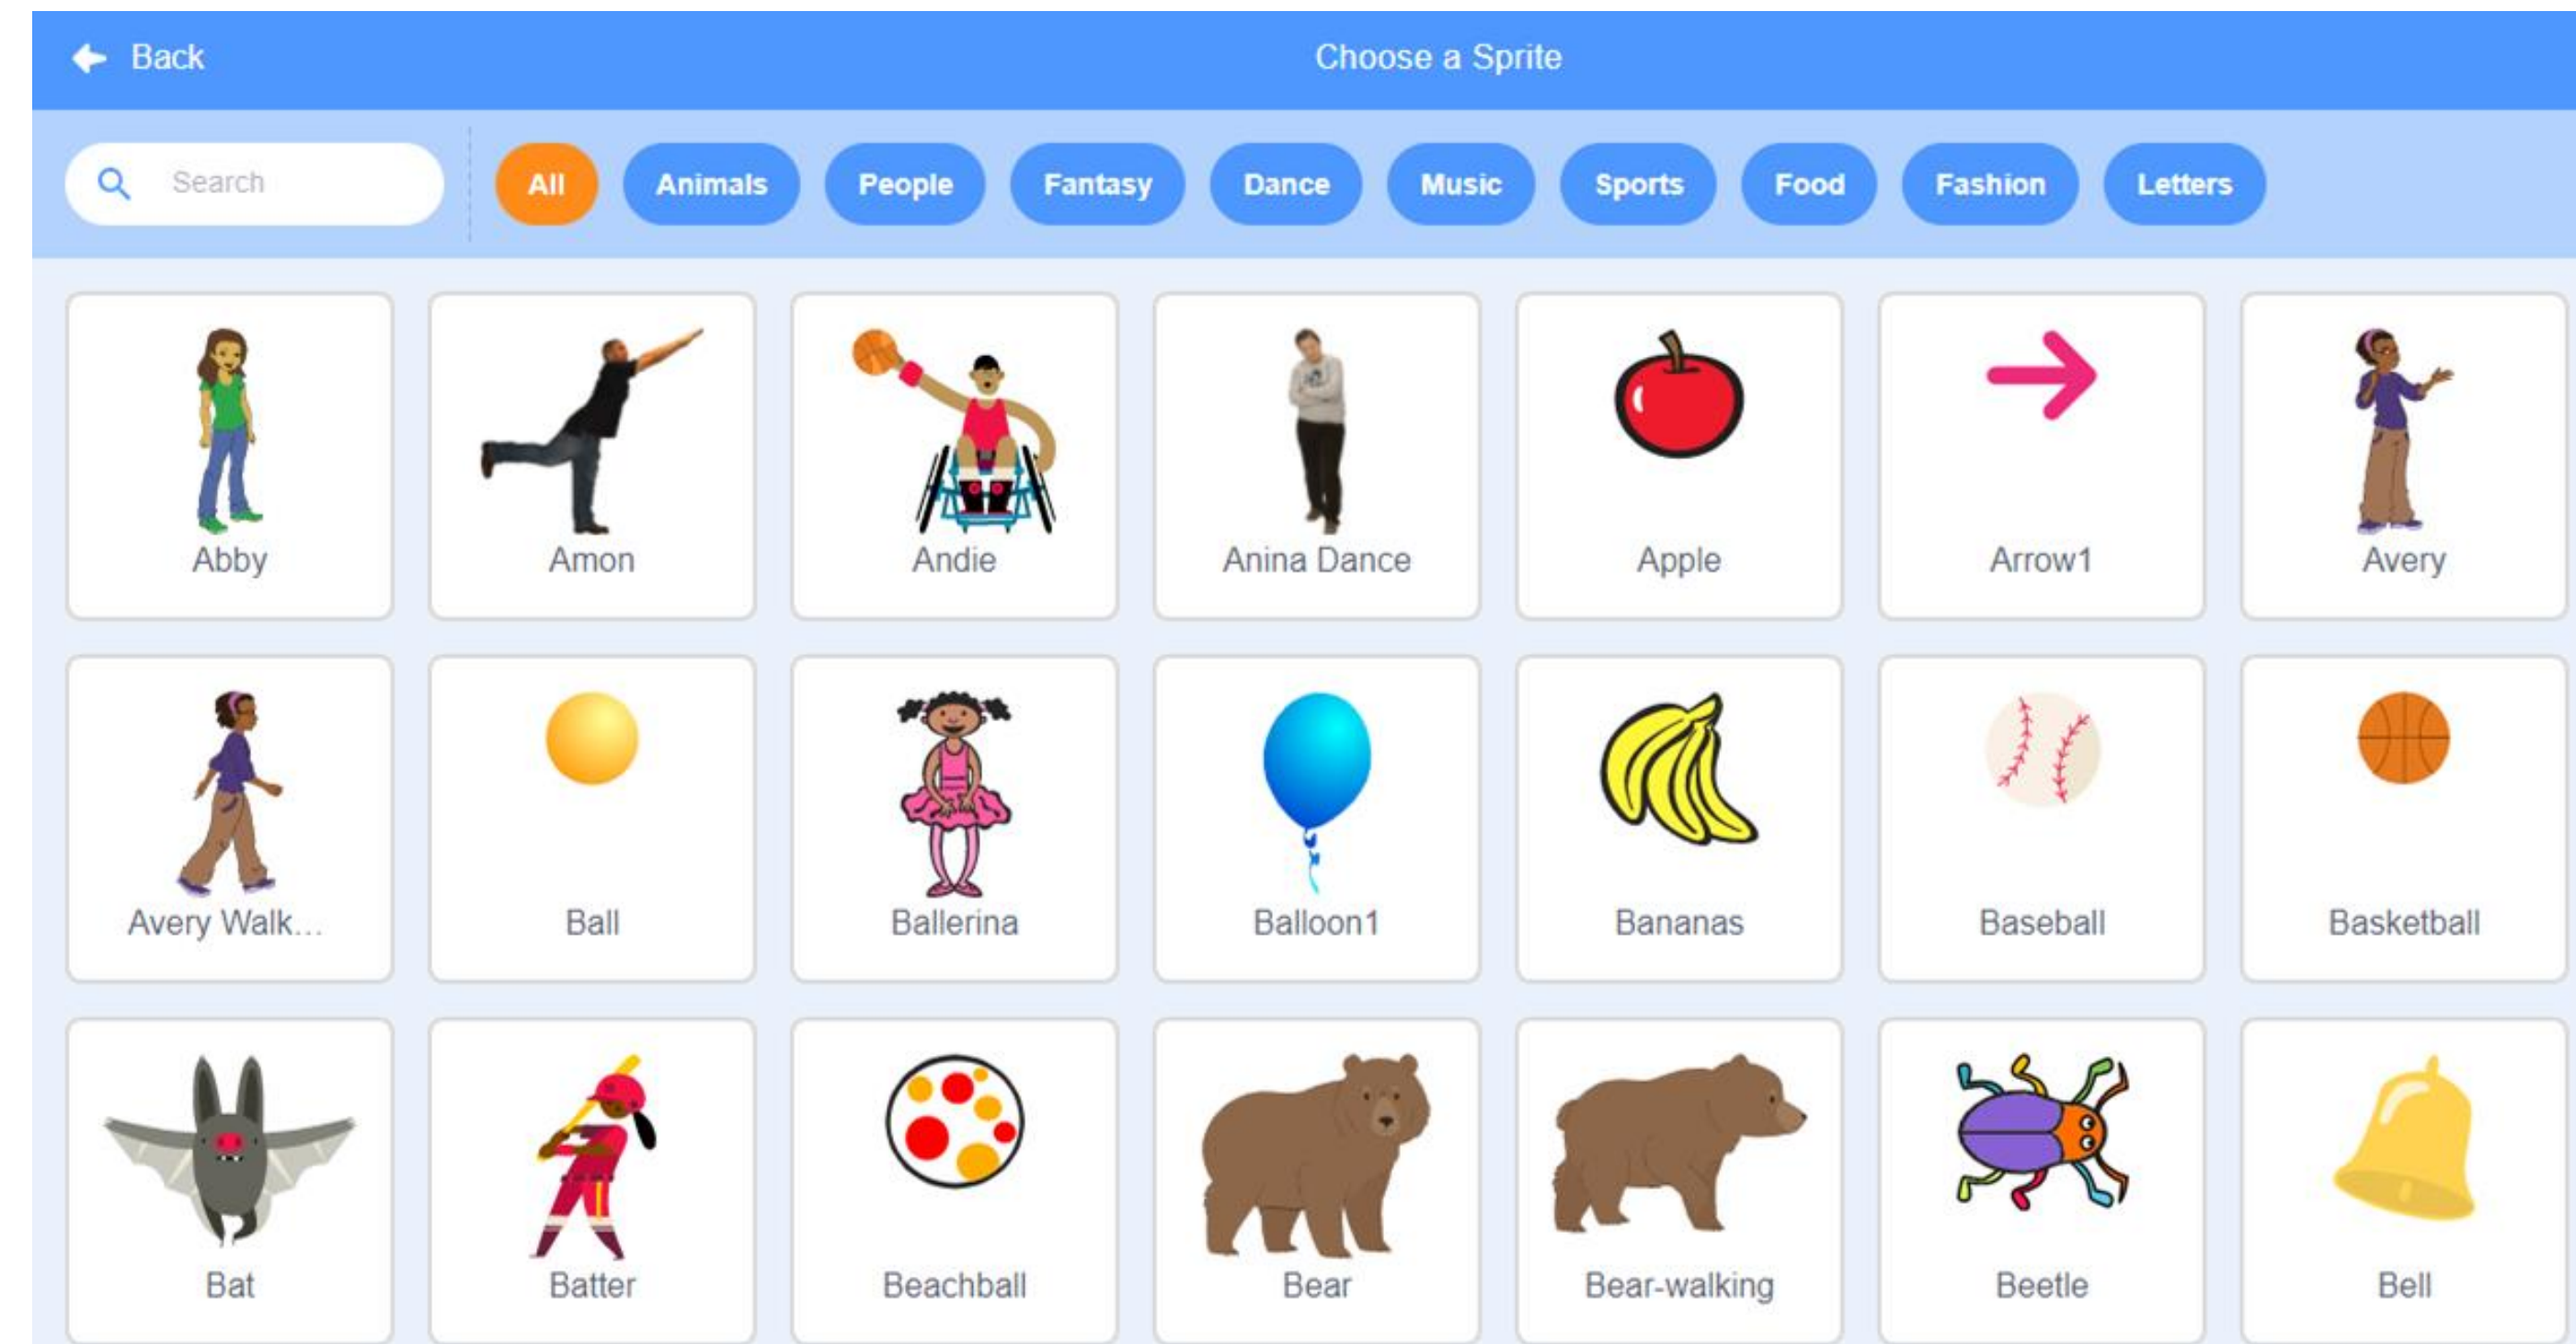 Back
Choose a Sprite
Search
All
Animals
People
Fantasy
Dance
Music
Sports
Food
Fashion
Letters
Abby
Amon
Andie
Anina Dance
Apple
Arrow1
Avery
Avery Walk...
Ball
Ballerina
Balloon1
Bananas
Baseball
Basketball
Bat
Batter
Beachball
Bear
Bear-walking
Beetle
Bell